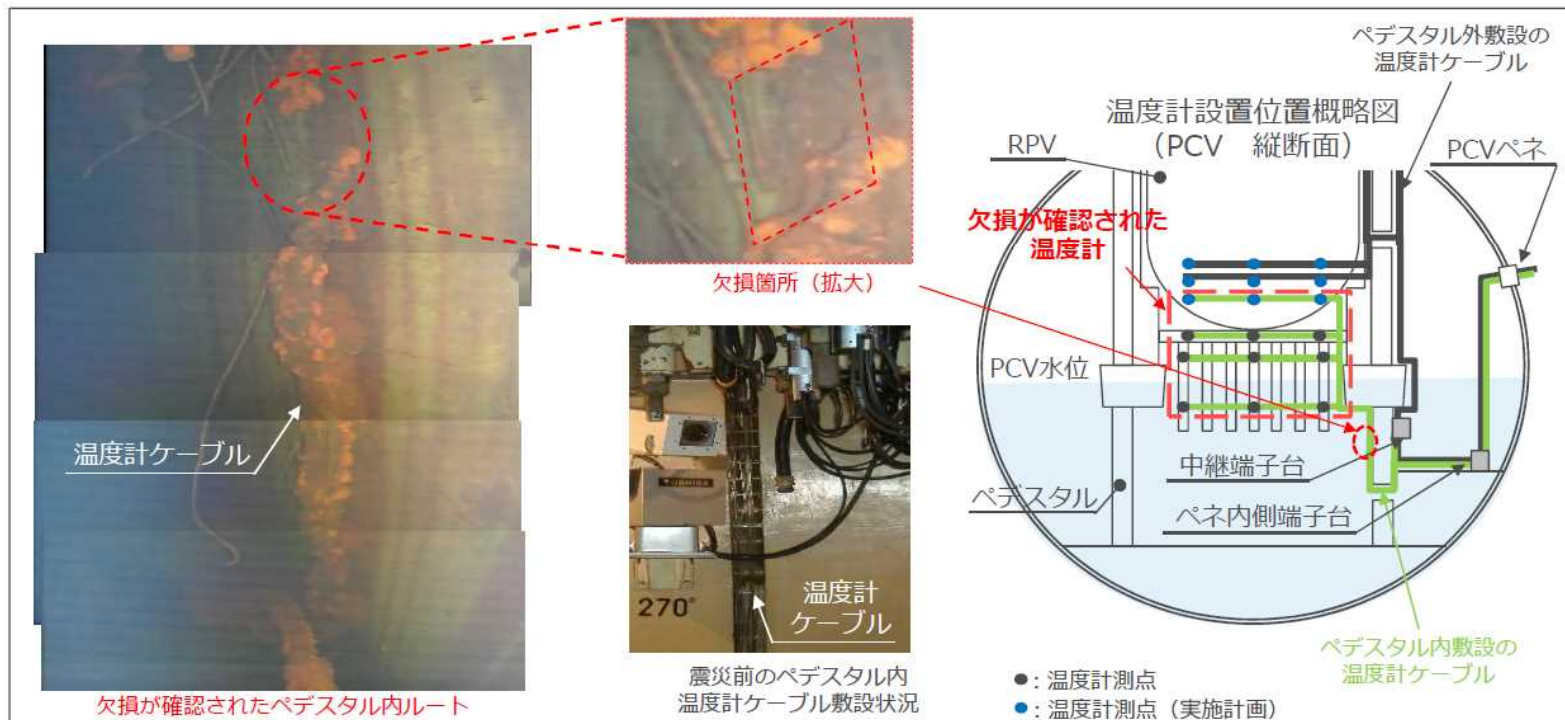 温度計ケーブル
欠損が確認されたペデスタル内ルート
欠損箇所（拡大）
270°
温度計
ケーブル
震災前のペデスタル内
温度計ケーブル敷設状況
ペデスタル外敷設の
温度計ケーブル
温度計設置位置概略図
（PCV　縦断面）
RPV
PCVペネ
欠損が確認された
温度計
PCV水位
中継端子台
ペデスタル
ペネ内側端子台
ペデスタル内敷設の
温度計ケーブル
●：温度計測点
●：温度計測点（実施計画）